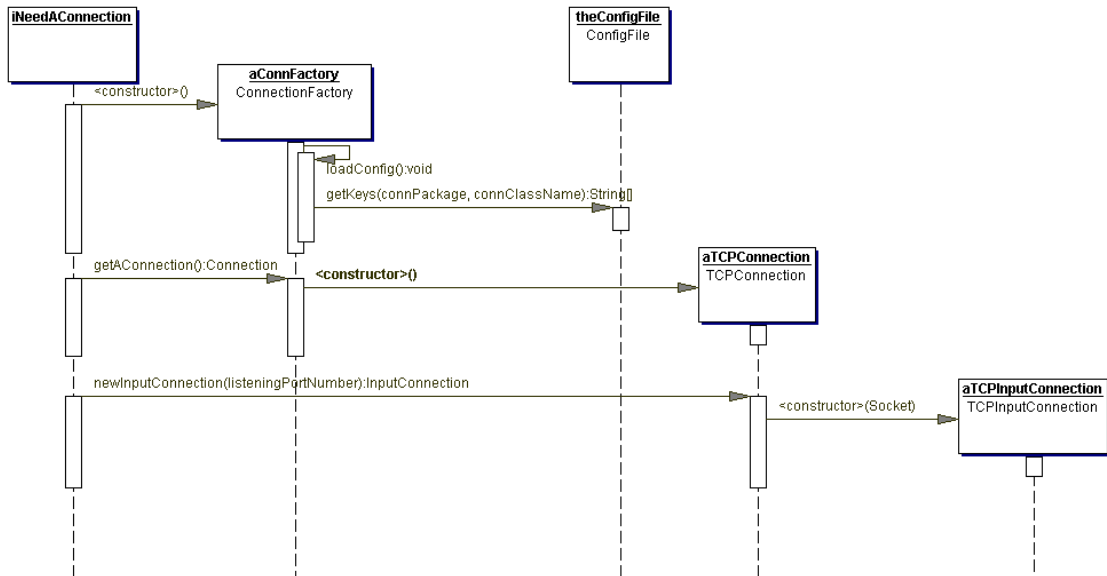 iNeedAConnection
theConfigFile
ConfigFile
aConnFactory
ConnectionFactory
<constructor>()
loadConfig():void
getKeys(connPackage, connClassName):String[]
getAConnection():Connection
<constructor>()
aTCPConnection
TCPConnection
newInputConnection(listeningPortNumber):InputConnection
<constructor>(Socket)
aTCPInputConnection
TCPInputConnection